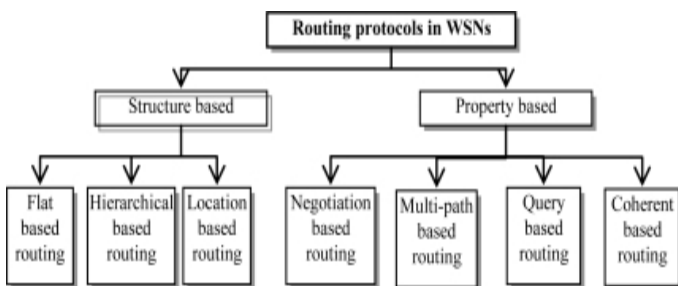 Routing protocols in WSNs
Structure based
Property based
Flat
based
routing
Hierarchical
based
routing
Location
based
routing
Negotiation
based
routing
Multi-path
based
routing
Query
based
routing
Coherent
based
routing